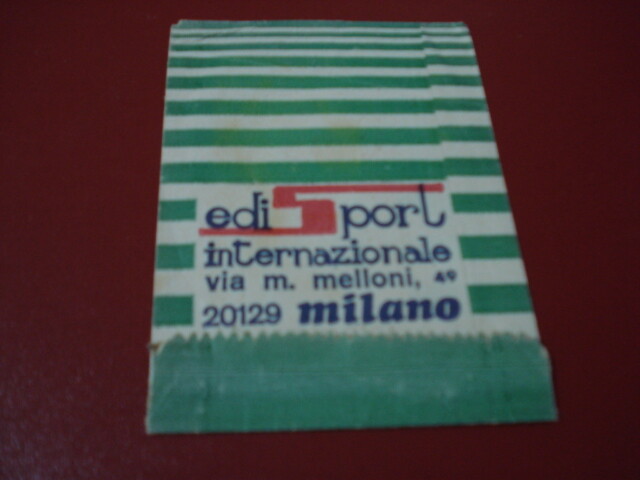 ediSport
internazionale
via m. melloni, 49
20129 milano